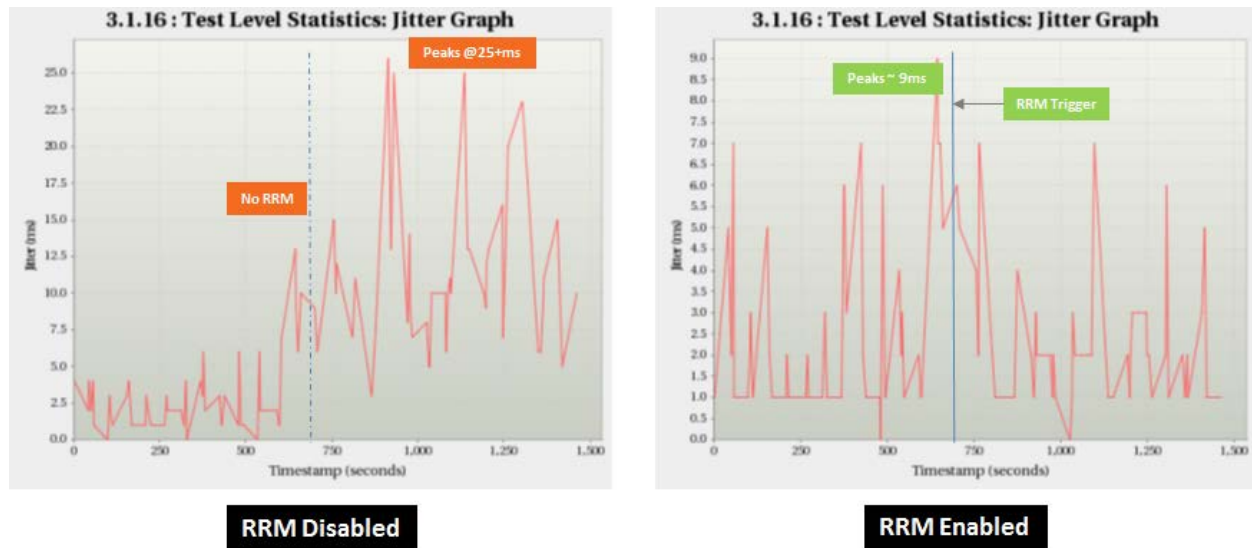 3.1.16 : Test Level Statistics: Jitter Graph
Peaks @25+ms
No RRM
Jitter (ms)
25.0
22.5
20.0
17.5
15.0
12.5
10.0
7.5
5.0
2.5
0.0
0 250 500 750 1,000 1,250 1,500
Timestamp (seconds)
RRM Disabled
3.1.16 : Test Level Statistics: Jitter Graph
Peaks ~ 9ms
RRM Trigger
Jitter (ms)
9.0
8.5
8.0
7.5
7.0
6.5
6.0
5.5
5.0
4.5
4.0
3.5
3.0
2.5
2.0
1.5
1.0
0.5
0.0
0 250 500 750 1,000 1,250 1,500
Timestamp (seconds)
RRM Enabled